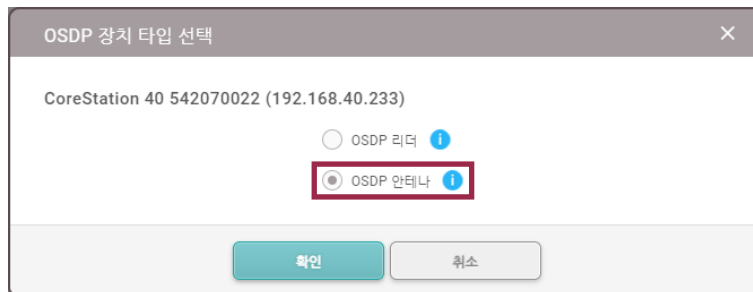 OSDP 장치 타입 선택
CoreStation 40 542070022 (192.168.40.233)
OSDP 리더
OSDP 안테나
확인 취소